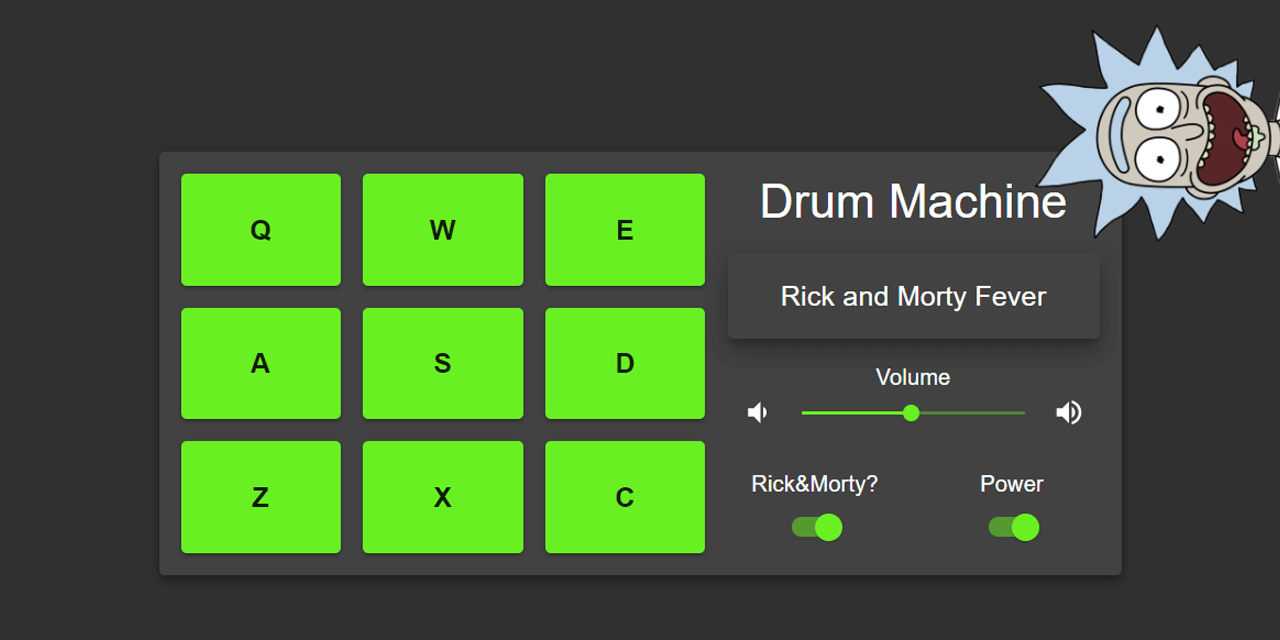 Q W E
A S D
Z X C
Drum Machine
Rick and Morty Fever
Volume
Rick&Morty? Power